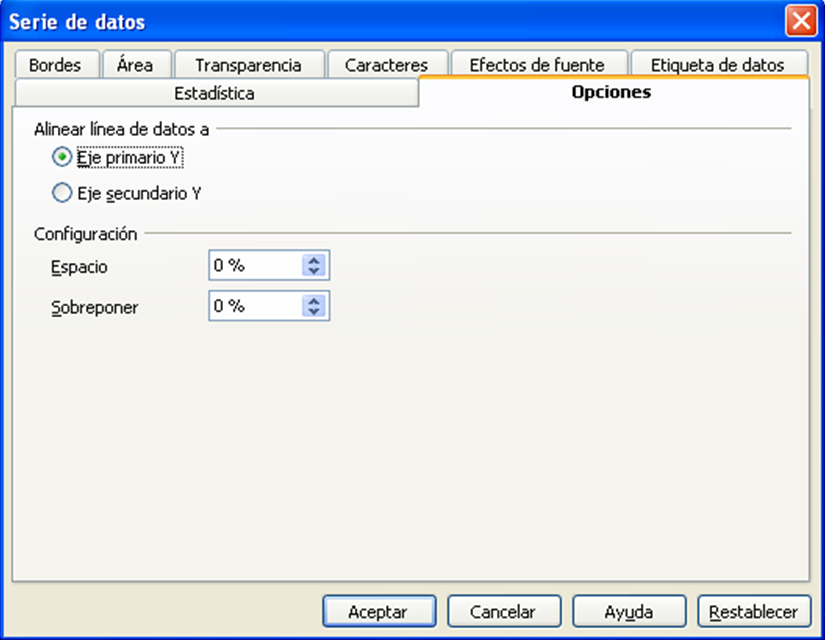 Serie de datos
Bordes Área Transparencia Caracteres Efectos de fuente Etiqueta de datos
Estadística Opciones
Alinear línea de datos a
Eje primario Y
Eje secundario Y
Configuración
Espacio 0 %
Sobreponer 0 %
Aceptar Cancelar Ayuda Restablecer